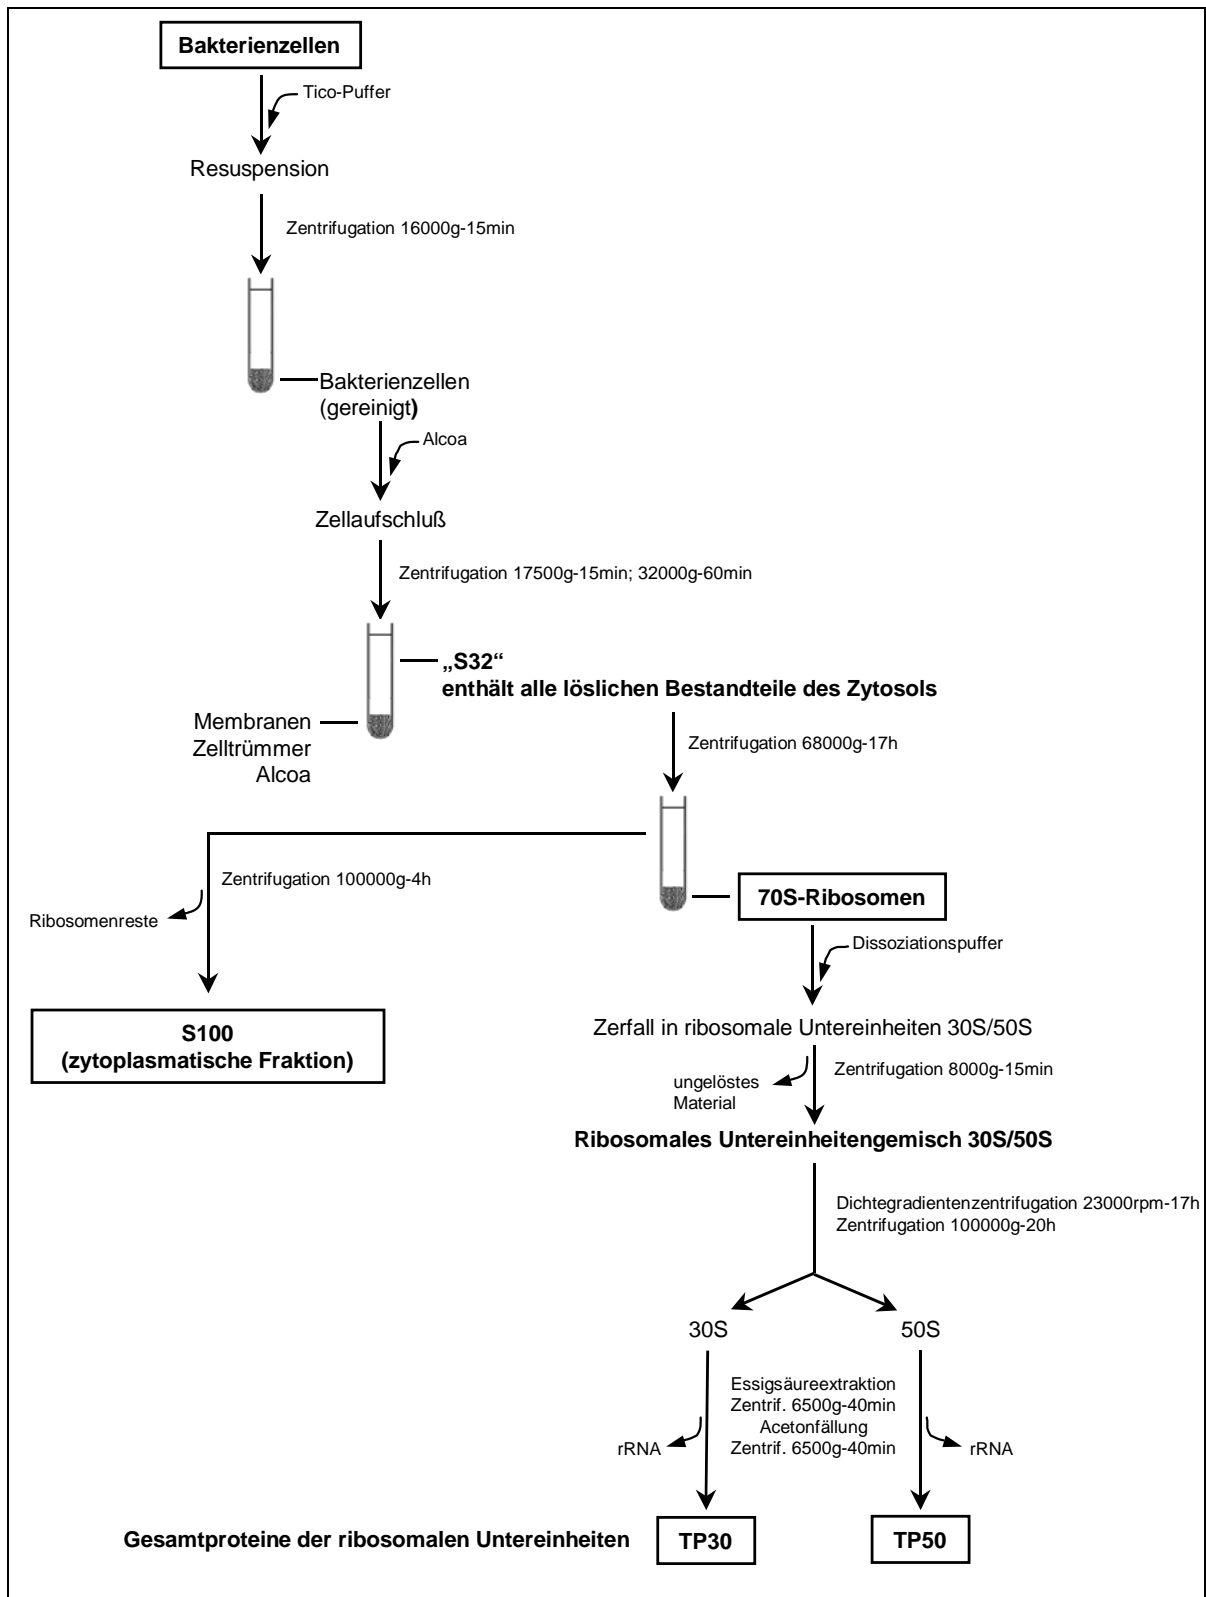 Bakterienzellen
Tico-Puffer
Resuspension
Zentrifugation 16000g-15min
Bakterienzellen
(gereinigt)
Alcoa
Zellaufschluß
Zentrifugation 17500g-15min; 32000g-60min
„S32“
enthält alle löslichen Bestandteile des Zytosols
Membranen
Zelltrümmer
Alcoa
Zentrifugation 68000g-17h
Zentrifugation 100000g-4h
Ribosomenreste
70S-Ribosomen
Dissoziationspuffer
S100
(zytoplasmatische Fraktion)
Zerfall in ribosomale Untereinheiten 30S/50S
Zentrifugation 8000g-15min
ungelöstes
Material
Ribosomales Untereinheitengemisch 30S/50S
Dichtegradientenzentrifugation 23000rpm-17h
Zentrifugation 100000g-20h
30S
50S
Essigsäureextraktion
Zentrif. 6500g-40min
Acetonfällung
Zentrif. 6500g-40min
rRNA
rRNA
Gesamtproteine der ribosomalen Untereinheiten
TP30
TP50